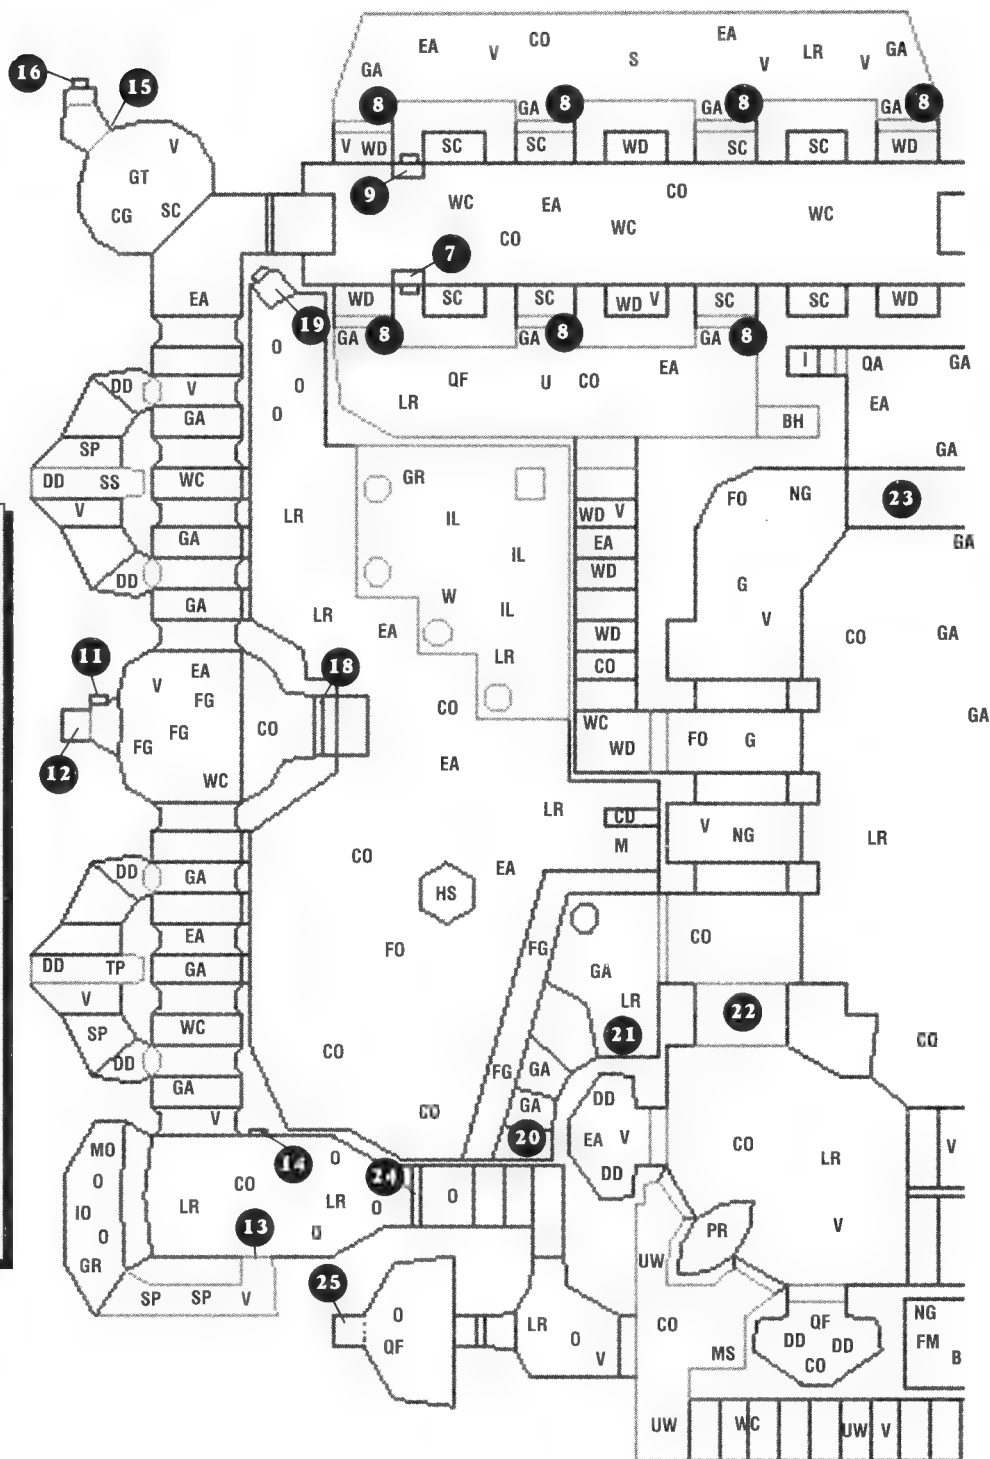 EA V CO S EA V LR V GA
16 15 GA
8 GA 8 GA 8 GA 8
V WD SC SC WD SC SC WD
V
GT
9
CG SC
WC EA CO WC WC
CO
7
EA WD SC SC WD V SC SC WD
19
GA 8 GA 8 GA 8
O
I QA GA
DD V O QF U CO EA
LR EA
GA O BH
SP GA
DD SS WC GR
FO NG 23
V LR IL WD V
GA IL EA GA
DD WD
G
GA W IL
LR V
EA WD CO GA
LR
11 EA 18 CO
V FG
CO GA
CO WC
FG FG WD FO G
12 EA
WC
LR CD V NG LR
CO M
DD GA EA
HS
EA FO FG CO
DD TP GA GA
V LR
SP WC 22
21
CO CO
DD FG GA
GA DD
V CO GA
20 EA V CO V
MO 14 O
O CO 24 DD LR
LR LR O O
IO O 13 O V
PR
GR UW
25
SP SP V
O LR CO QF NG
QF O DD DD FM
V MS CO B
UW WC UW V